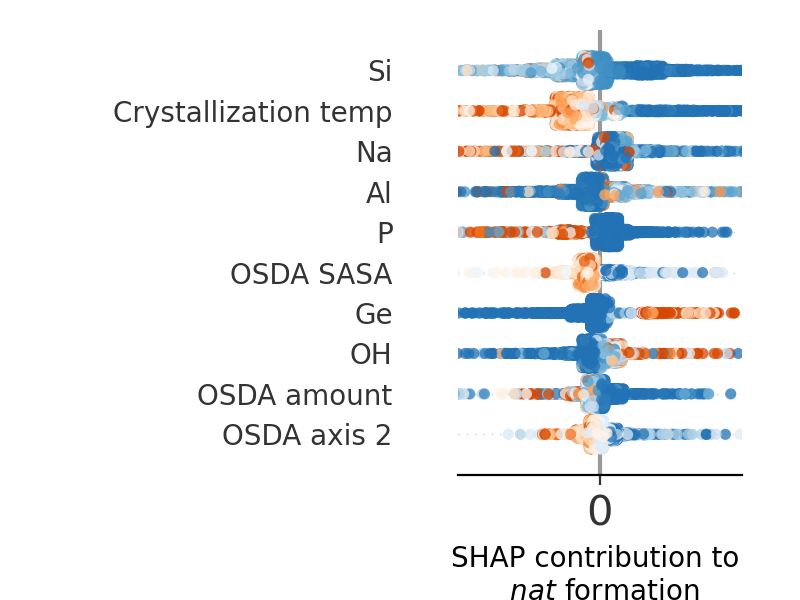 Si
Crystallization temp
Na
Al
P
OSDA SASA
Ge
OH
OSDA amount
OSDA axis 2
0
SHAP contribution to
nat formation